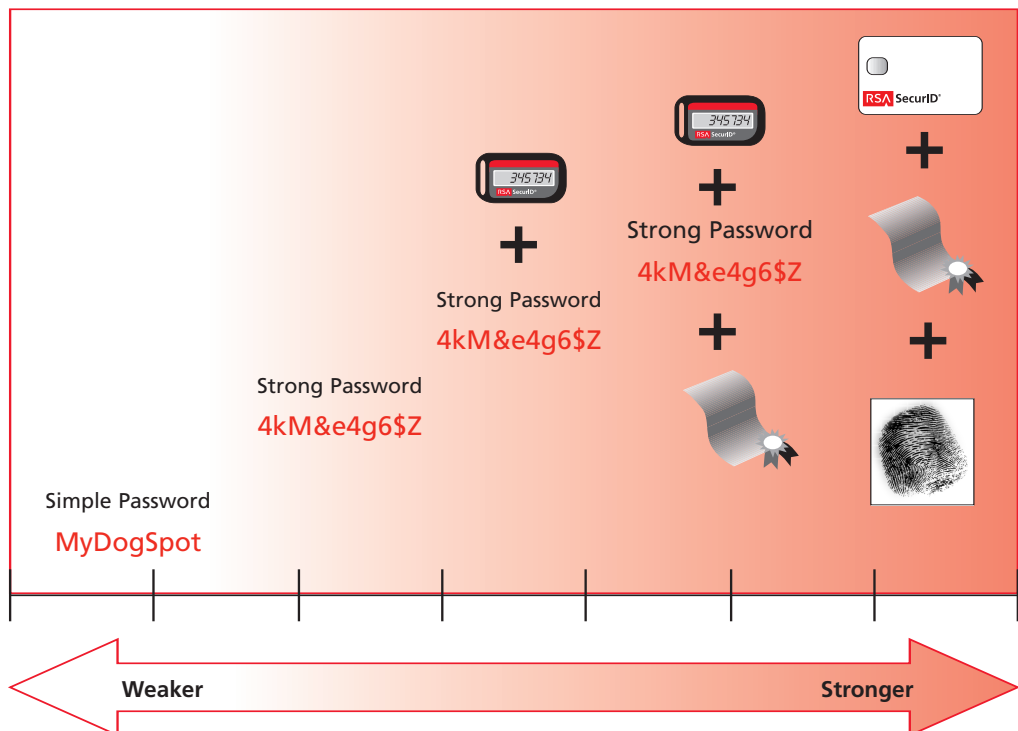 RSA SecurID®
345734
RSA SecurID®
345734
RSA SecurID®
Strong Password
4kM&e4g6$Z
Strong Password
4kM&e4g6$Z
Strong Password
4kM&e4g6$Z
Simple Password
MyDogSpot
Weaker
Stronger